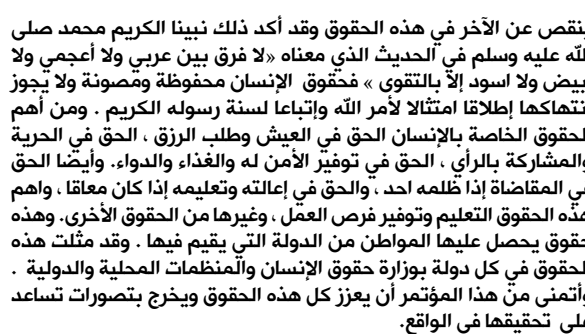 ينقص عن الآخر في هذه الحقوق وقد أكد ذلك نبينا الكريم محمد صلى
الله عليه وسلم في الحديث الذي معناه «لا فرق بين عربي ولا أعجمي ولا
بيض ولا اسود إلاّ بالتقوى » فحقوق الإنسان محفوظة ومصونة ولا يجوز
نتهاكها إطلاقا امتثالا لأمر الله وإتباعا لسنة رسوله الكريم . ومن أهم
لحقوق الخاصة بالإنسان الحق في العيش وطلب الرزق ، الحق في الحرية
والمشاركة بالرأي ، الحق في توفير الأمن له والغذاء والدواء. وأيضا الحق
في المقاضاة إذا ظلمه احد ، والحق في إعالته وتعليمه إذا كان معاقا ، واهم
هذه الحقوق التعليم وتوفير فرص العمل ، وغيرها من الحقوق الأخرى. وهذه
حقوق يحصل عليها المواطن من الدولة التي يقيم فيها . وقد مثلت هذه
لحقوق في كل دولة بوزارة حقوق الإنسان والمنظمات المحلية والدولية .
وأتمنى من هذا المؤتمر أن يعزز كل هذه الحقوق ويخرج بتصورات تساعد
على تحقيقها في الواقع.